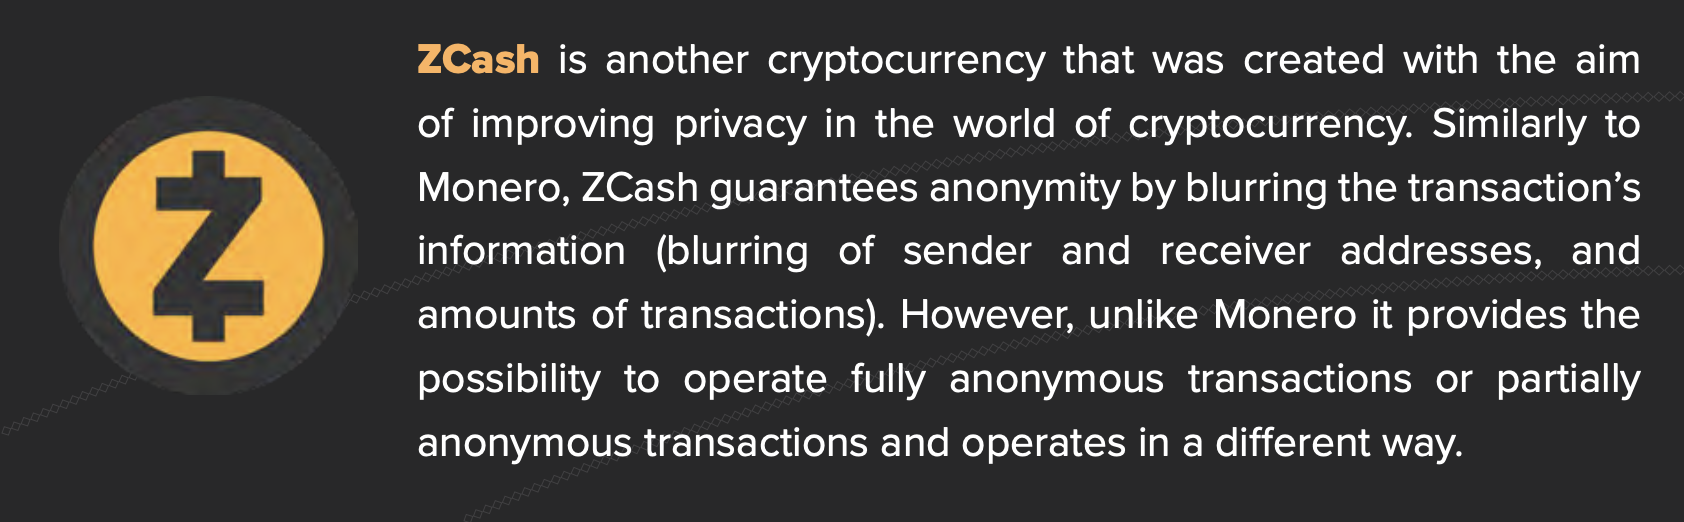 ZCash is another cryptocurrency that was created with the aim
of improving privacy in the world of cryptocurrency. Similarly to
Monero, ZCash guarantees anonymity by blurring the transaction’s
information (blurring of sender and receiver addresses, and
amounts of transactions). However, unlike Monero it provides the
possibility to operate fully anonymous transactions or partially
anonymous transactions and operates in a different way.